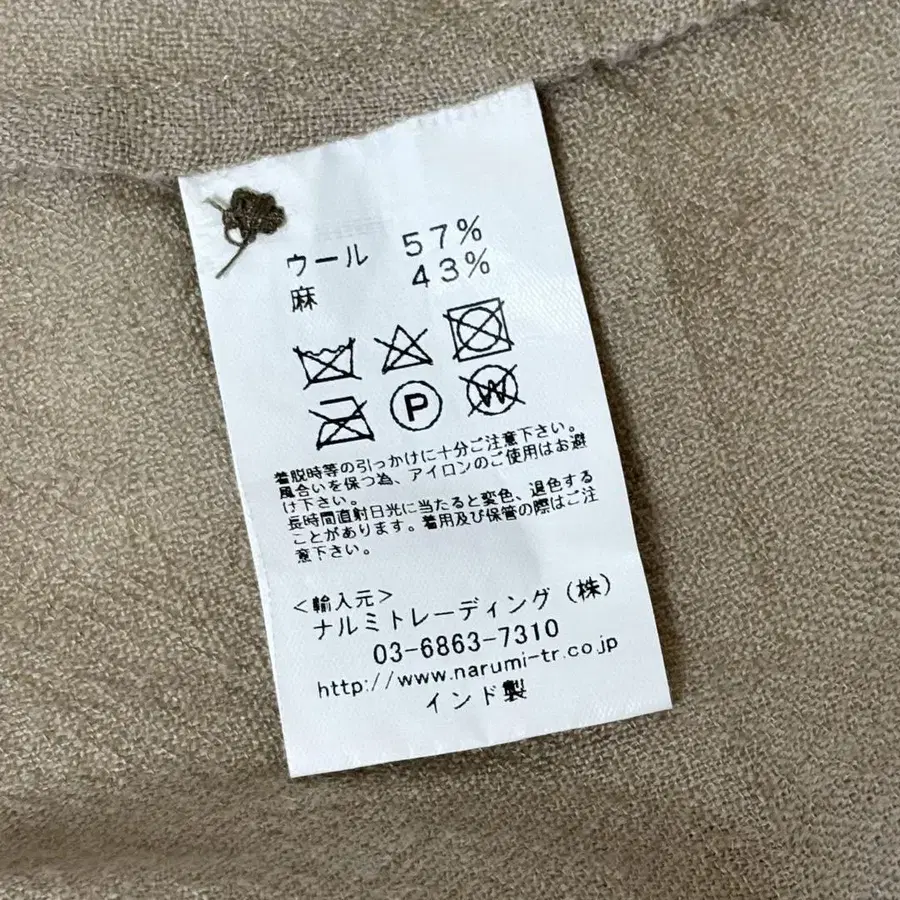 ウール 57%
麻 43%
P
W
着脱時等の引っかけに十分ご注意下さい。
風合いを保つ為、アイロンのご使用はお避
け下さい。
長時間直射日光に当たると変色、退色する
ことがあります。着用及び保管の際はご注
意下さい。
<輸入元>
ナルミトレーディング(株)
03-6863-7310
http://www.narumi-tr.co.jp
インド製